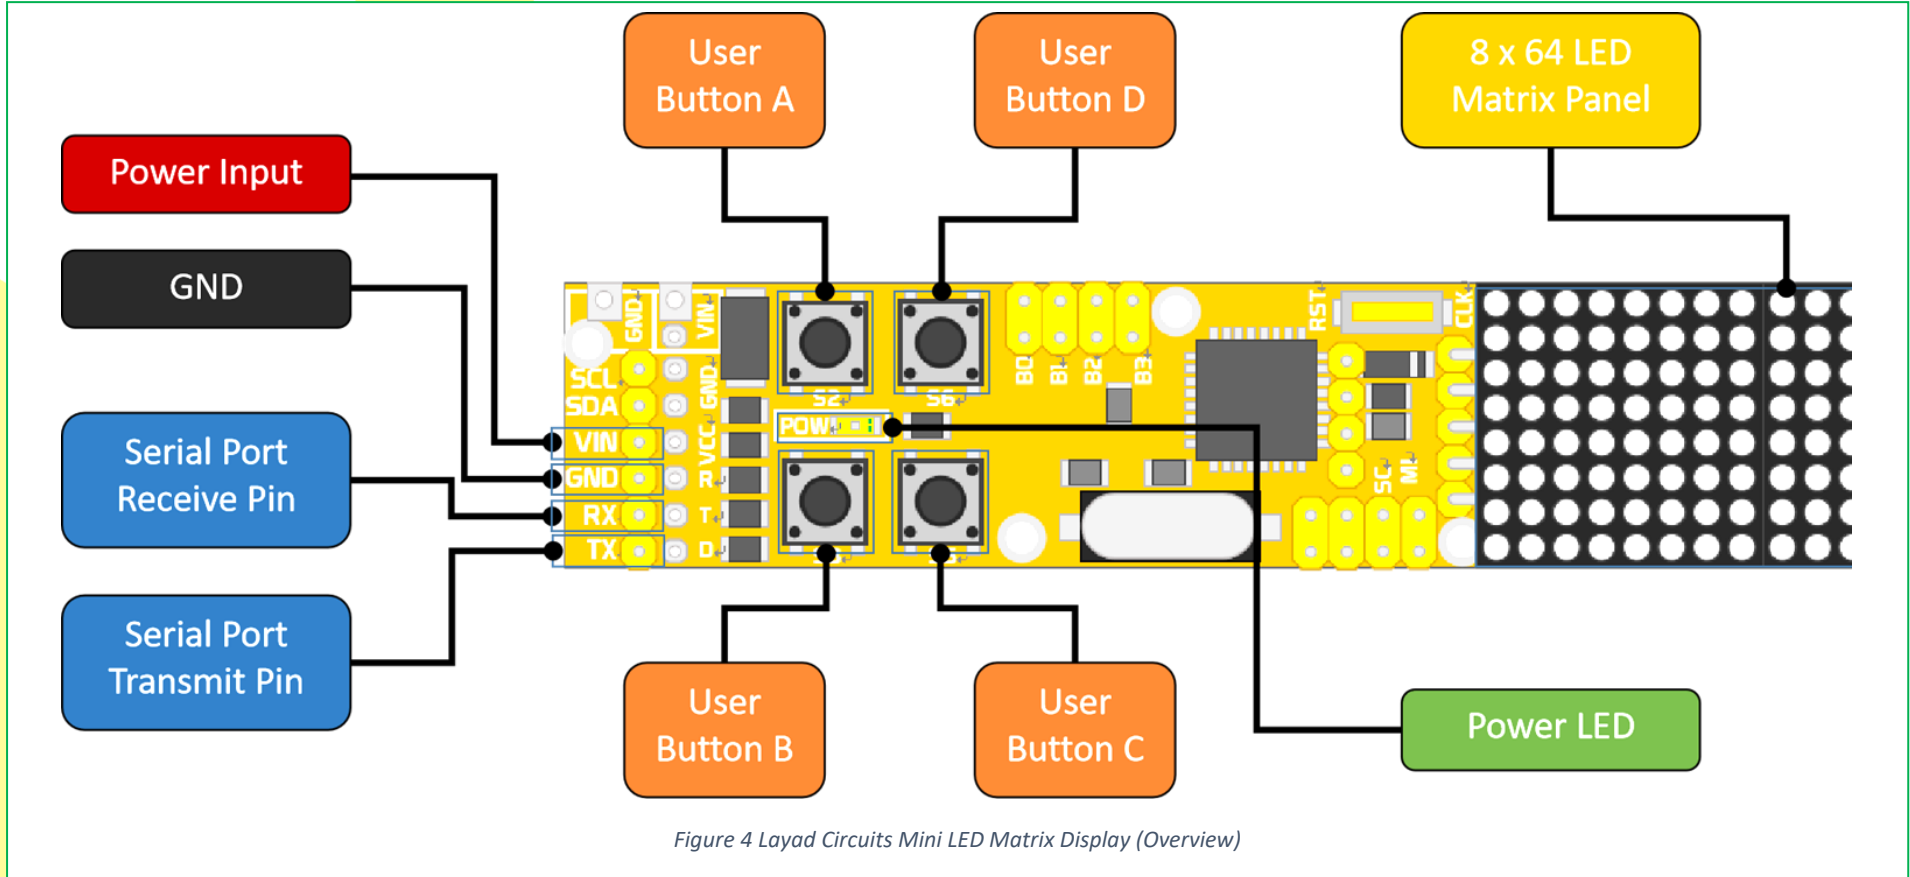 User
Button A
User
Button D
8 x 64 LED
Matrix Panel
Power Input
GND
Serial Port
Receive Pin
Serial Port
Transmit Pin
GND
VIN
SCL
SDA
VIN
GND
RX
TX
GND
VCC
R
T
D
S2
S6
POW
B0
B1
B2
B3
RST
CLK
SC
MI
User
Button B
User
Button C
Power LED
Figure 4 Layad Circuits Mini LED Matrix Display (Overview)